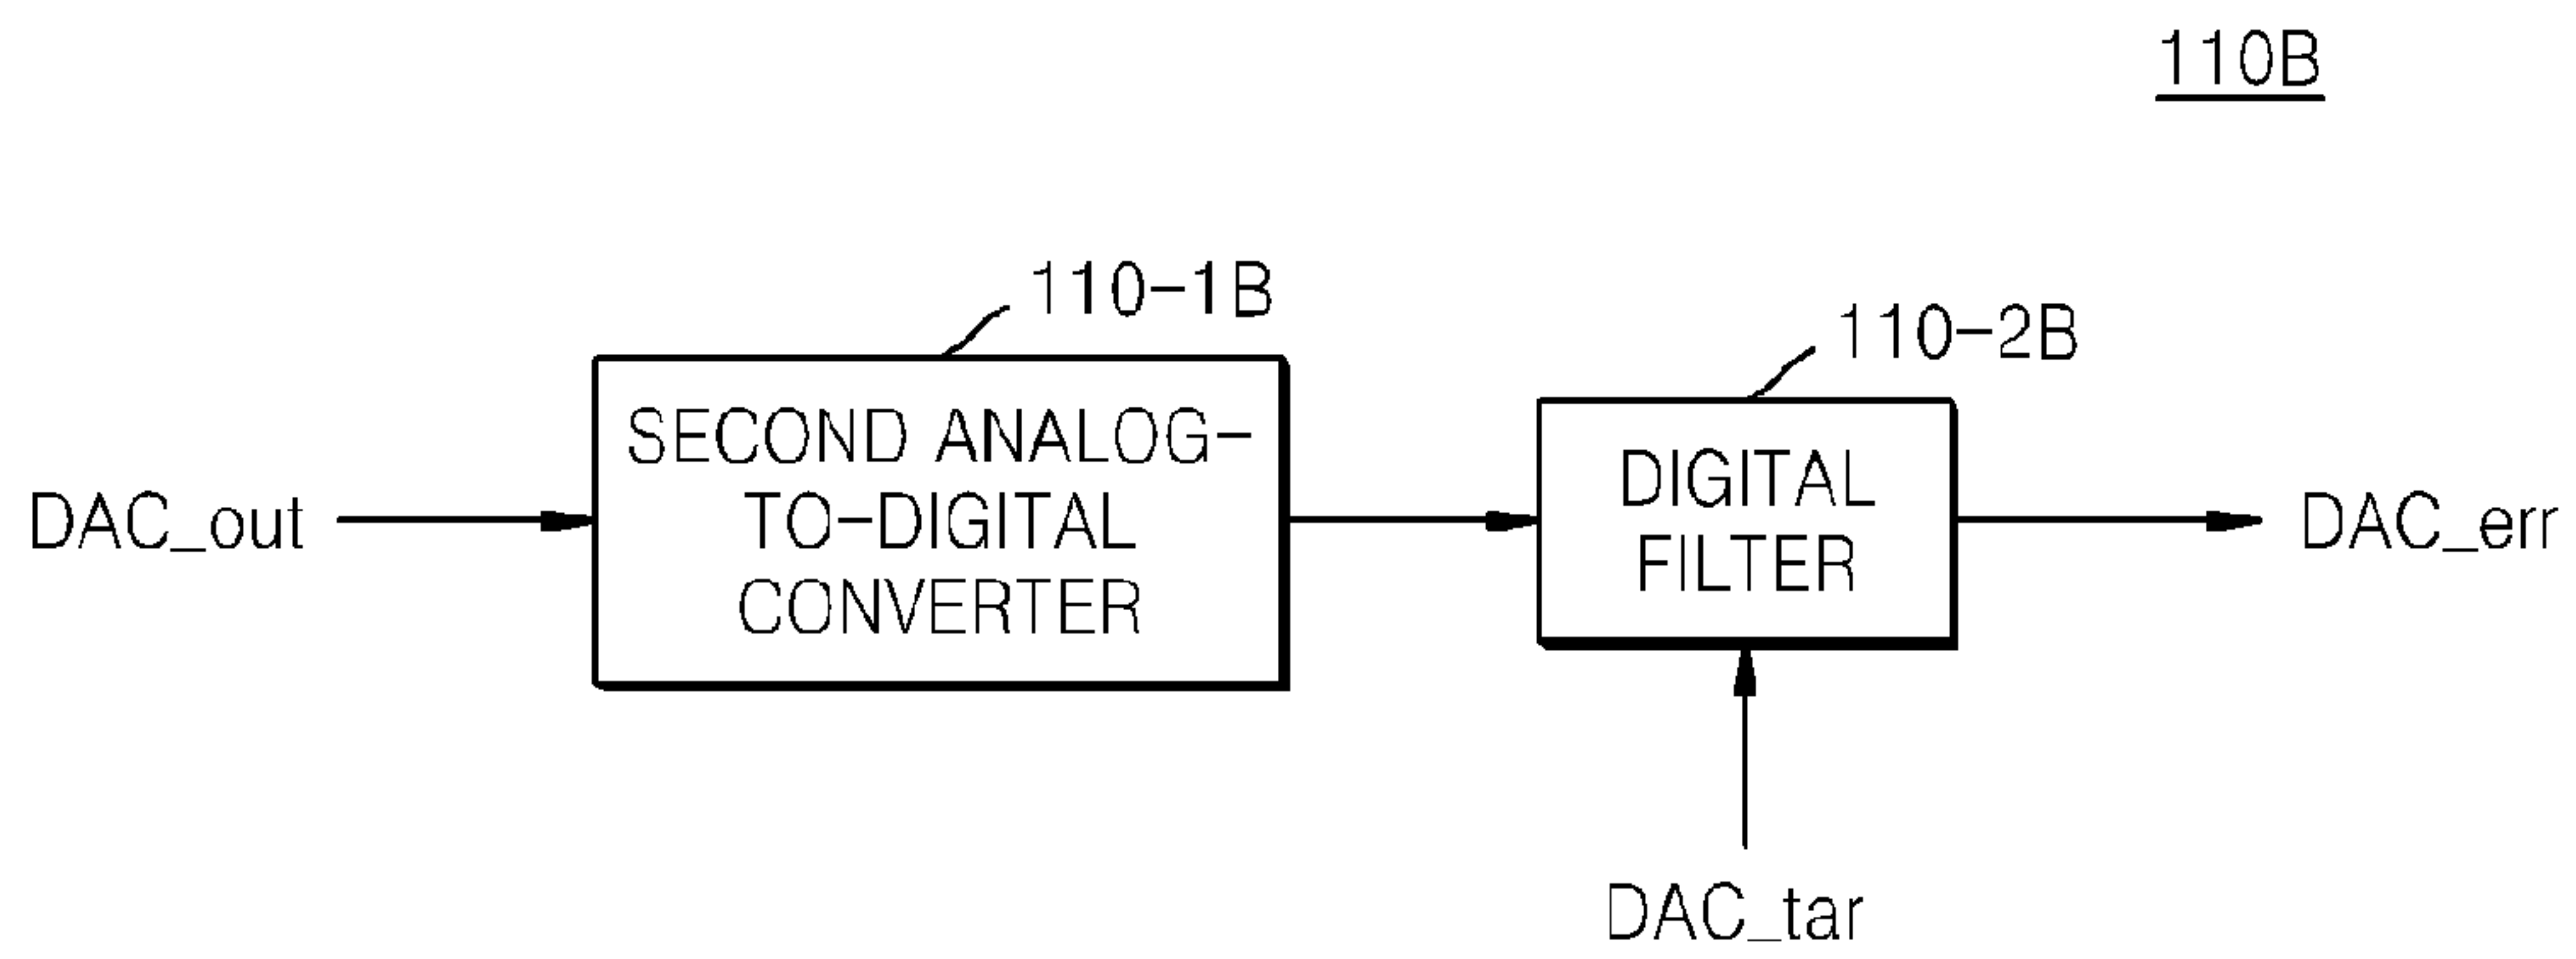 110B
110-1B
110-2B
SECOND ANALOG-
TO-DIGITAL
CONVERTER
DIGITAL
FILTER
DAC_out
DAC_err
DAC_tar